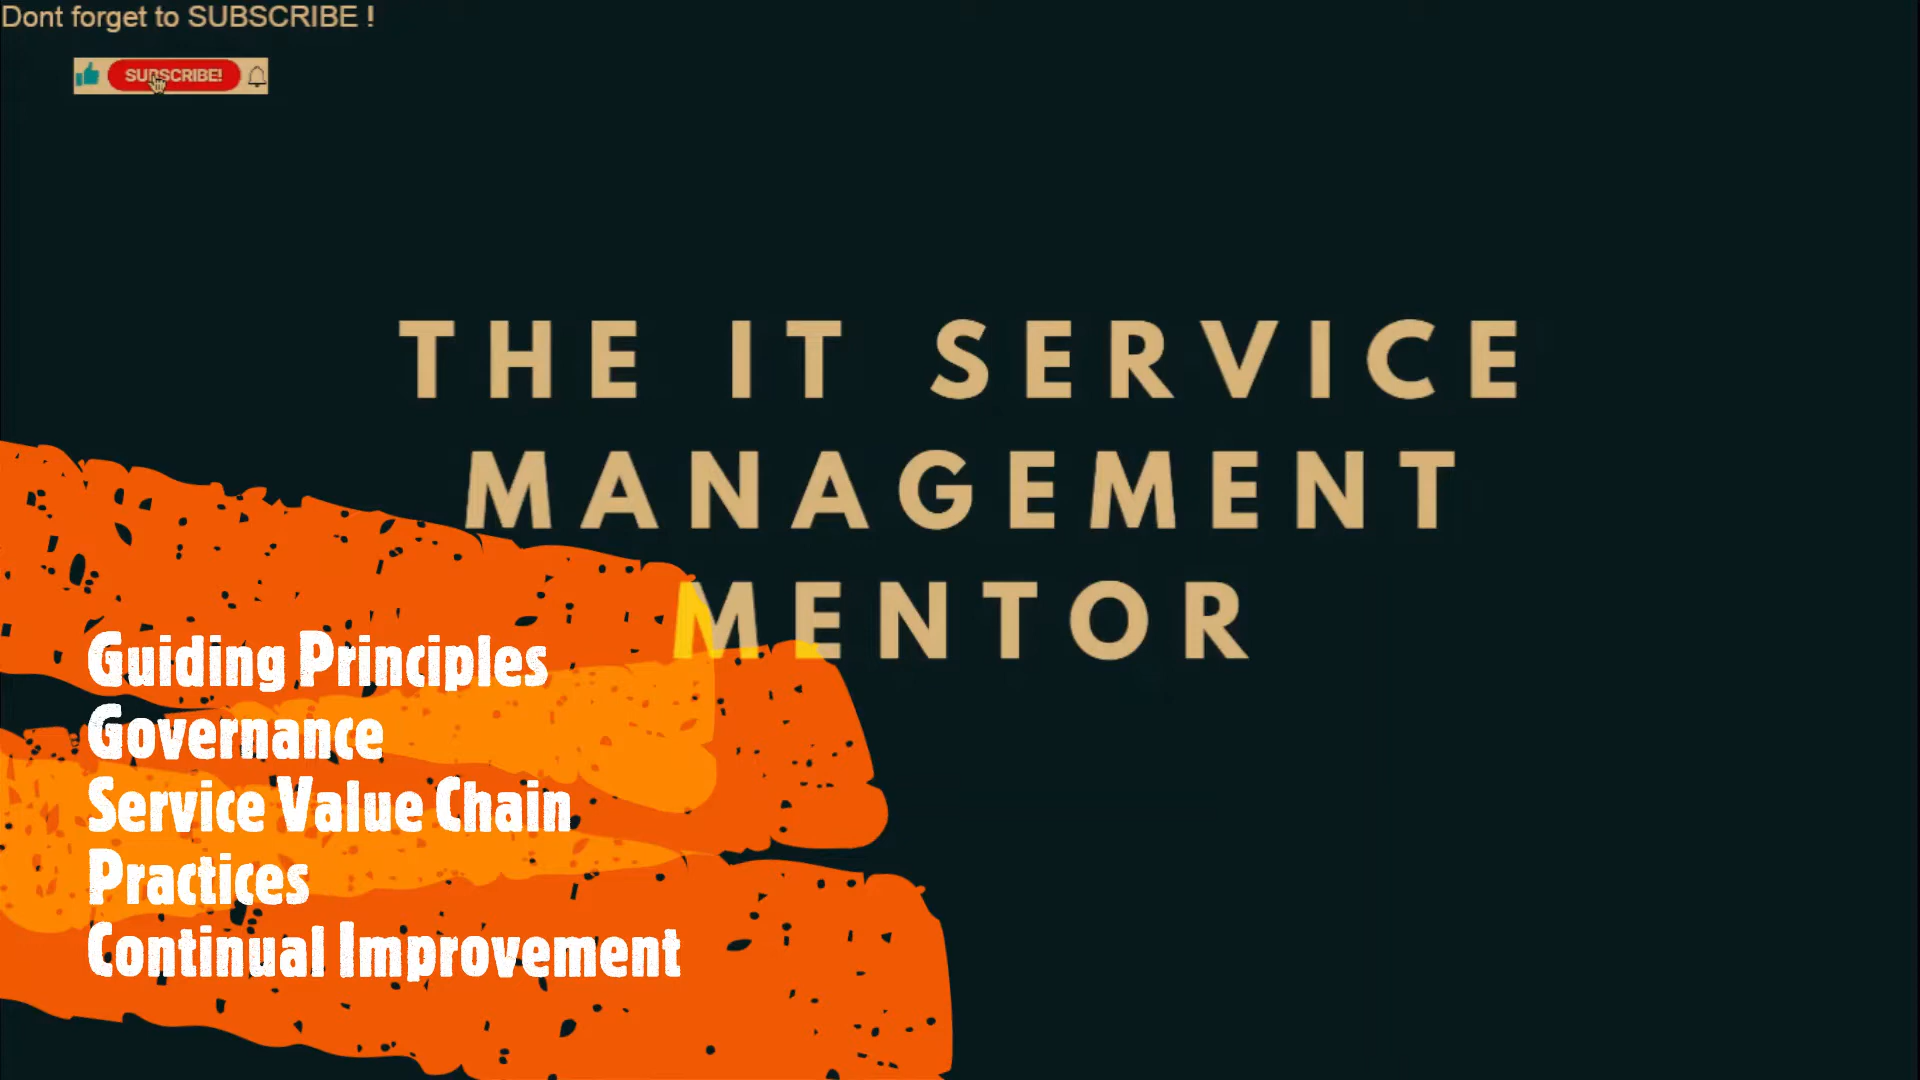 Dont forget to SUBSCRIBE !
SUBSCRIBE!
THE IT SERVICE
MANAGEMENT
MENTOR
Guiding Principles
Governance
Service Value Chain
Practices
Continual Improvement